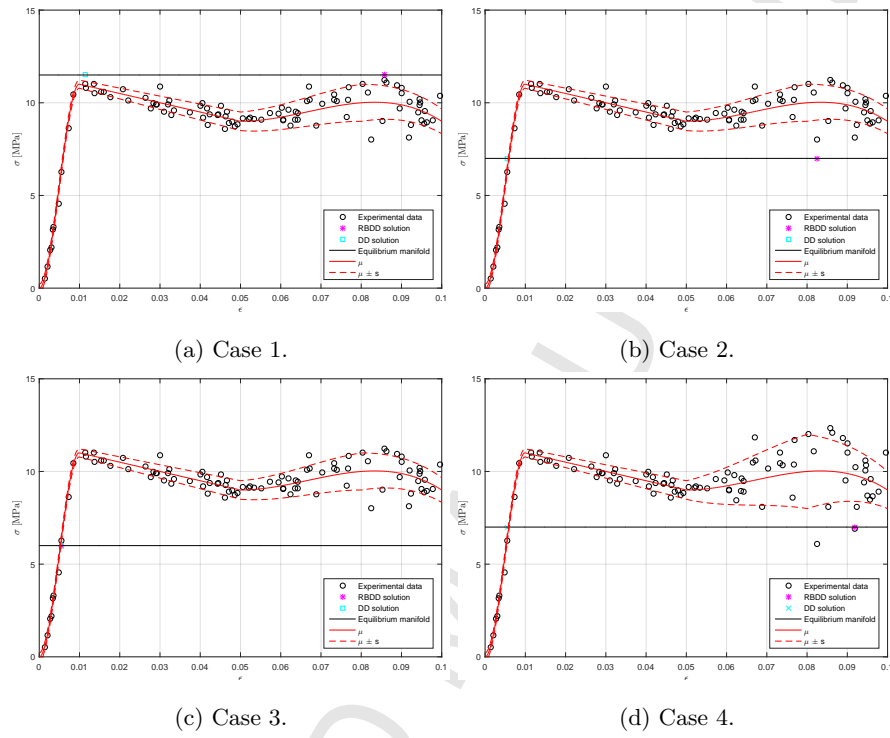 15
10
5
0
σ [MPa]
Experimental data
RBDD solution
DD solution
Equilibrium manifold
μ
μ ± s
0 0.01 0.02 0.03 0.04 0.05 0.06 0.07 0.08 0.09 0.1
ϵ
(a) Case 1.
15
10
5
0
σ [MPa]
Experimental data
RBDD solution
DD solution
Equilibrium manifold
μ
μ ± s
0 0.01 0.02 0.03 0.04 0.05 0.06 0.07 0.08 0.09 0.1
ϵ
(b) Case 2.
15
10
5
0
σ [MPa]
Experimental data
RBDD solution
DD solution
Equilibrium manifold
μ
μ ± s
0 0.01 0.02 0.03 0.04 0.05 0.06 0.07 0.08 0.09 0.1
ϵ
(c) Case 3.
15
10
5
0
σ [MPa]
Experimental data
RBDD solution
DD solution
Equilibrium manifold
μ
μ ± s
0 0.01 0.02 0.03 0.04 0.05 0.06 0.07 0.08 0.09 0.1
ϵ
(d) Case 4.